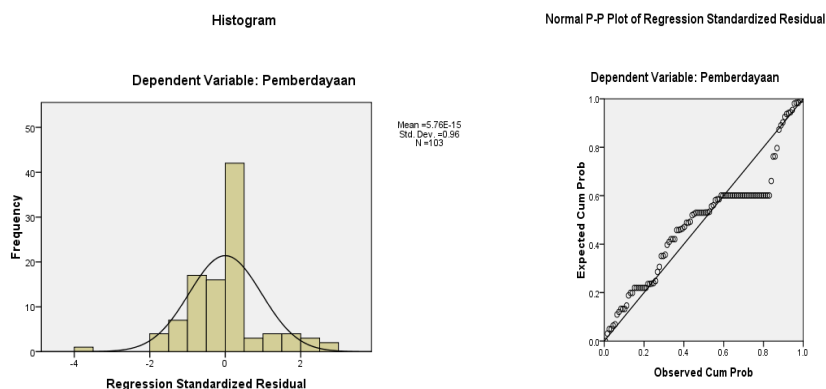 Histogram
Dependent Variable: Pemberdayaan
Mean =5.76E-15
Std. Dev. =0.96
N =103
50
40
30
20
10
0
Frequency
-4
-2
0
2
Regression Standardized Residual
Normal P-P Plot of Regression Standardized Residual
Dependent Variable: Pemberdayaan
1.0
0.8
0.6
0.4
0.2
0.0
Expected Cum Prob
0.0
0.2
0.4
0.6
0.8
1.0
Observed Cum Prob